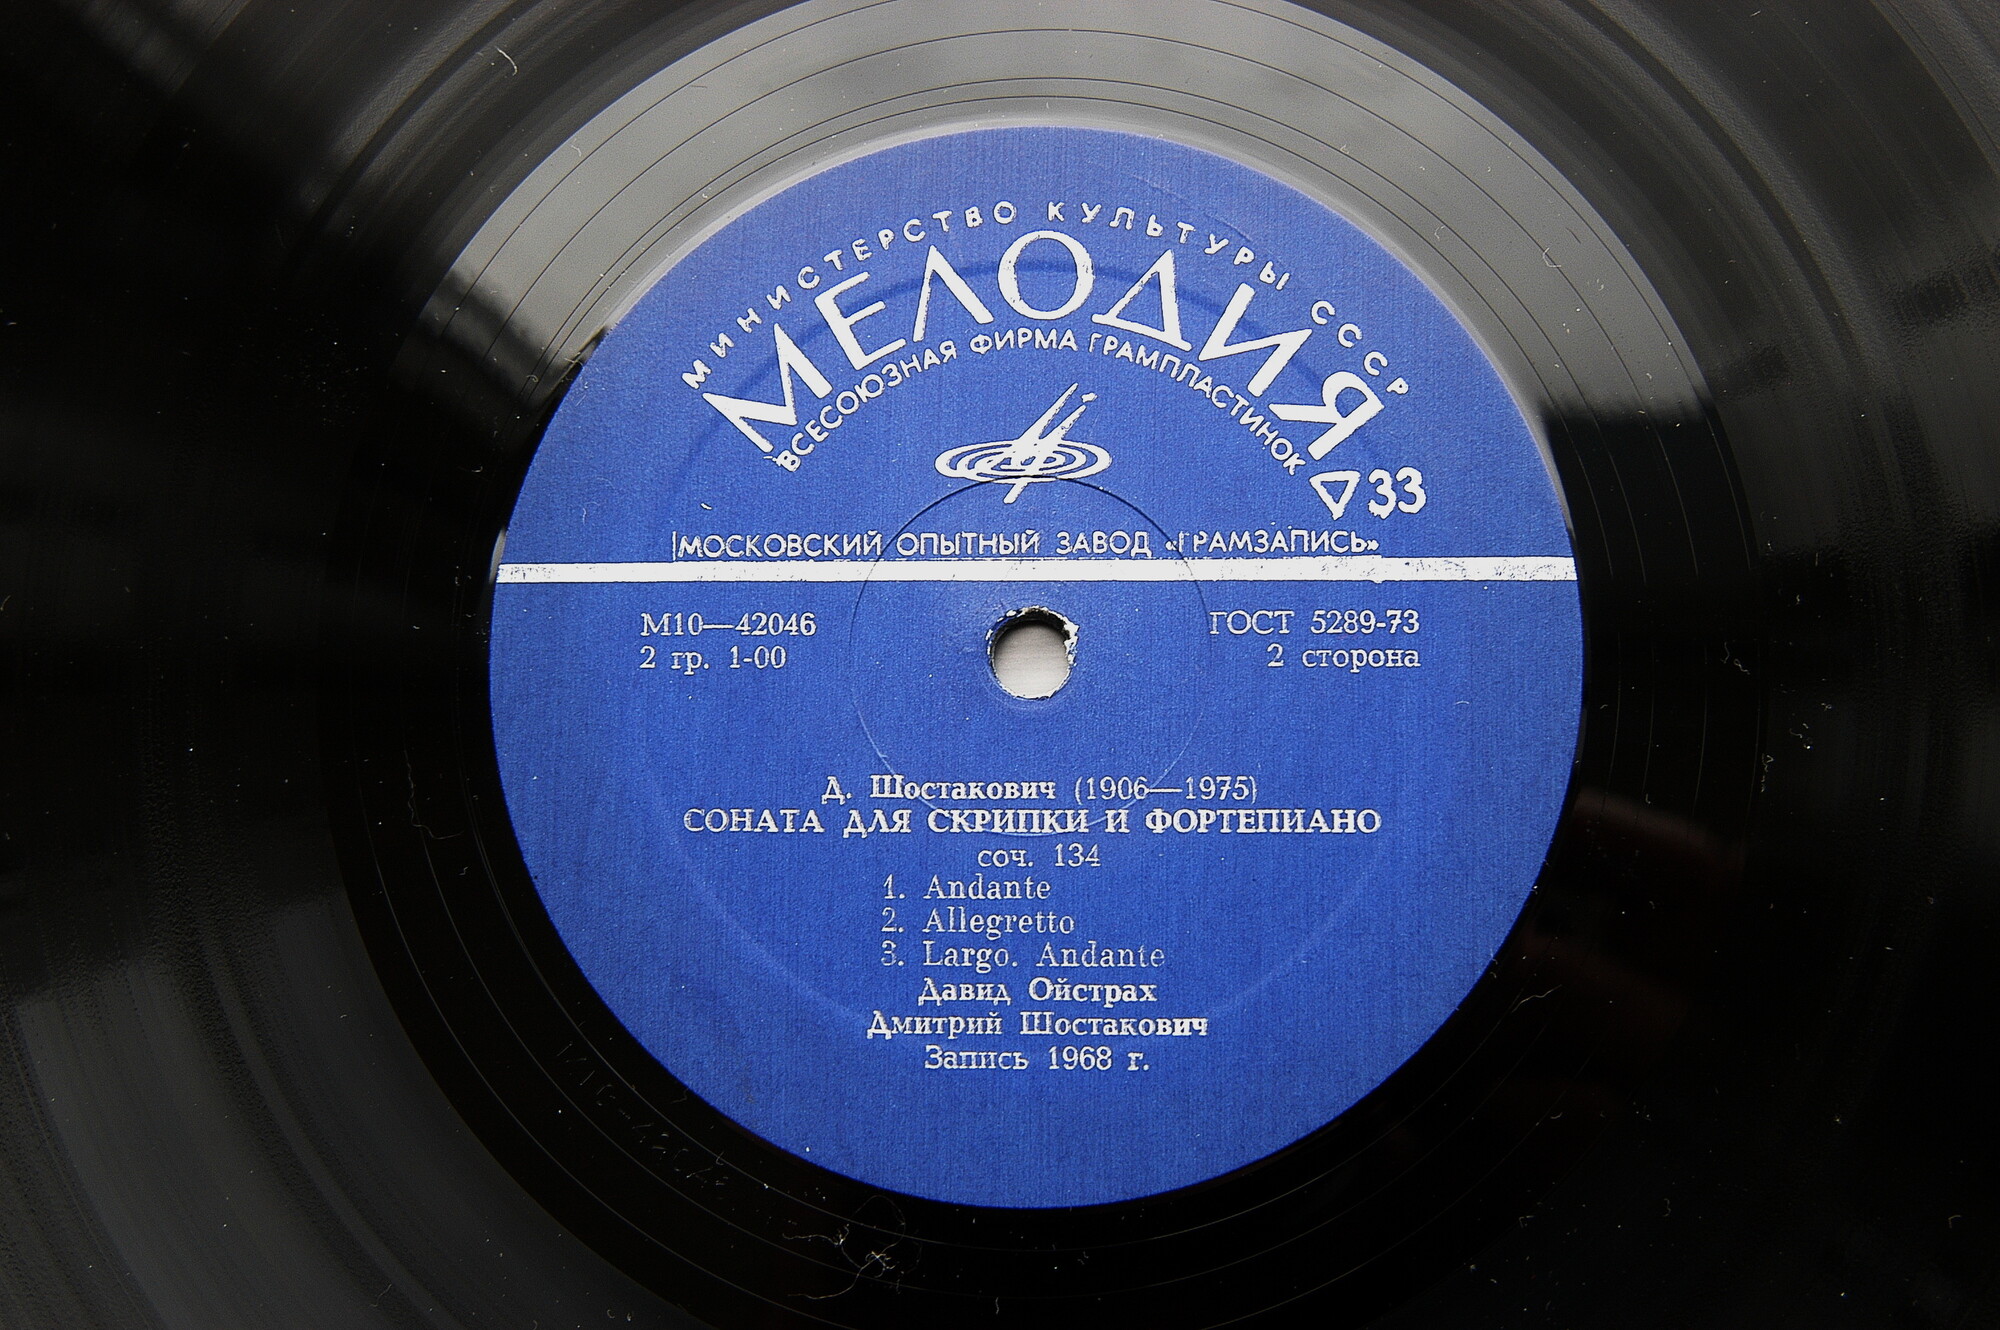 МИНИСТЕРСТВО КУЛЬТУРЫ СССР
МЕЛОДИЯ
ВСЕСОЮЗНАЯ ФИРМА ГРАМПЛАСТИНОК
33
МОСКОВСКИЙ ОПЫТНЫЙ ЗАВОД «ГРАМЗАПИСЬ»
М10—42046
ГОСТ 5289-73
2 гр. 1-00
2 сторона
Д. Шостакович (1906—1975)
СОНАТА ДЛЯ СКРИПКИ И ФОРТЕПИАНО
соч. 134
1. Andante
2. Allegretto
3. Largo. Andante
Давид Ойстрах
Дмитрий Шостакович
Запись 1968 г.